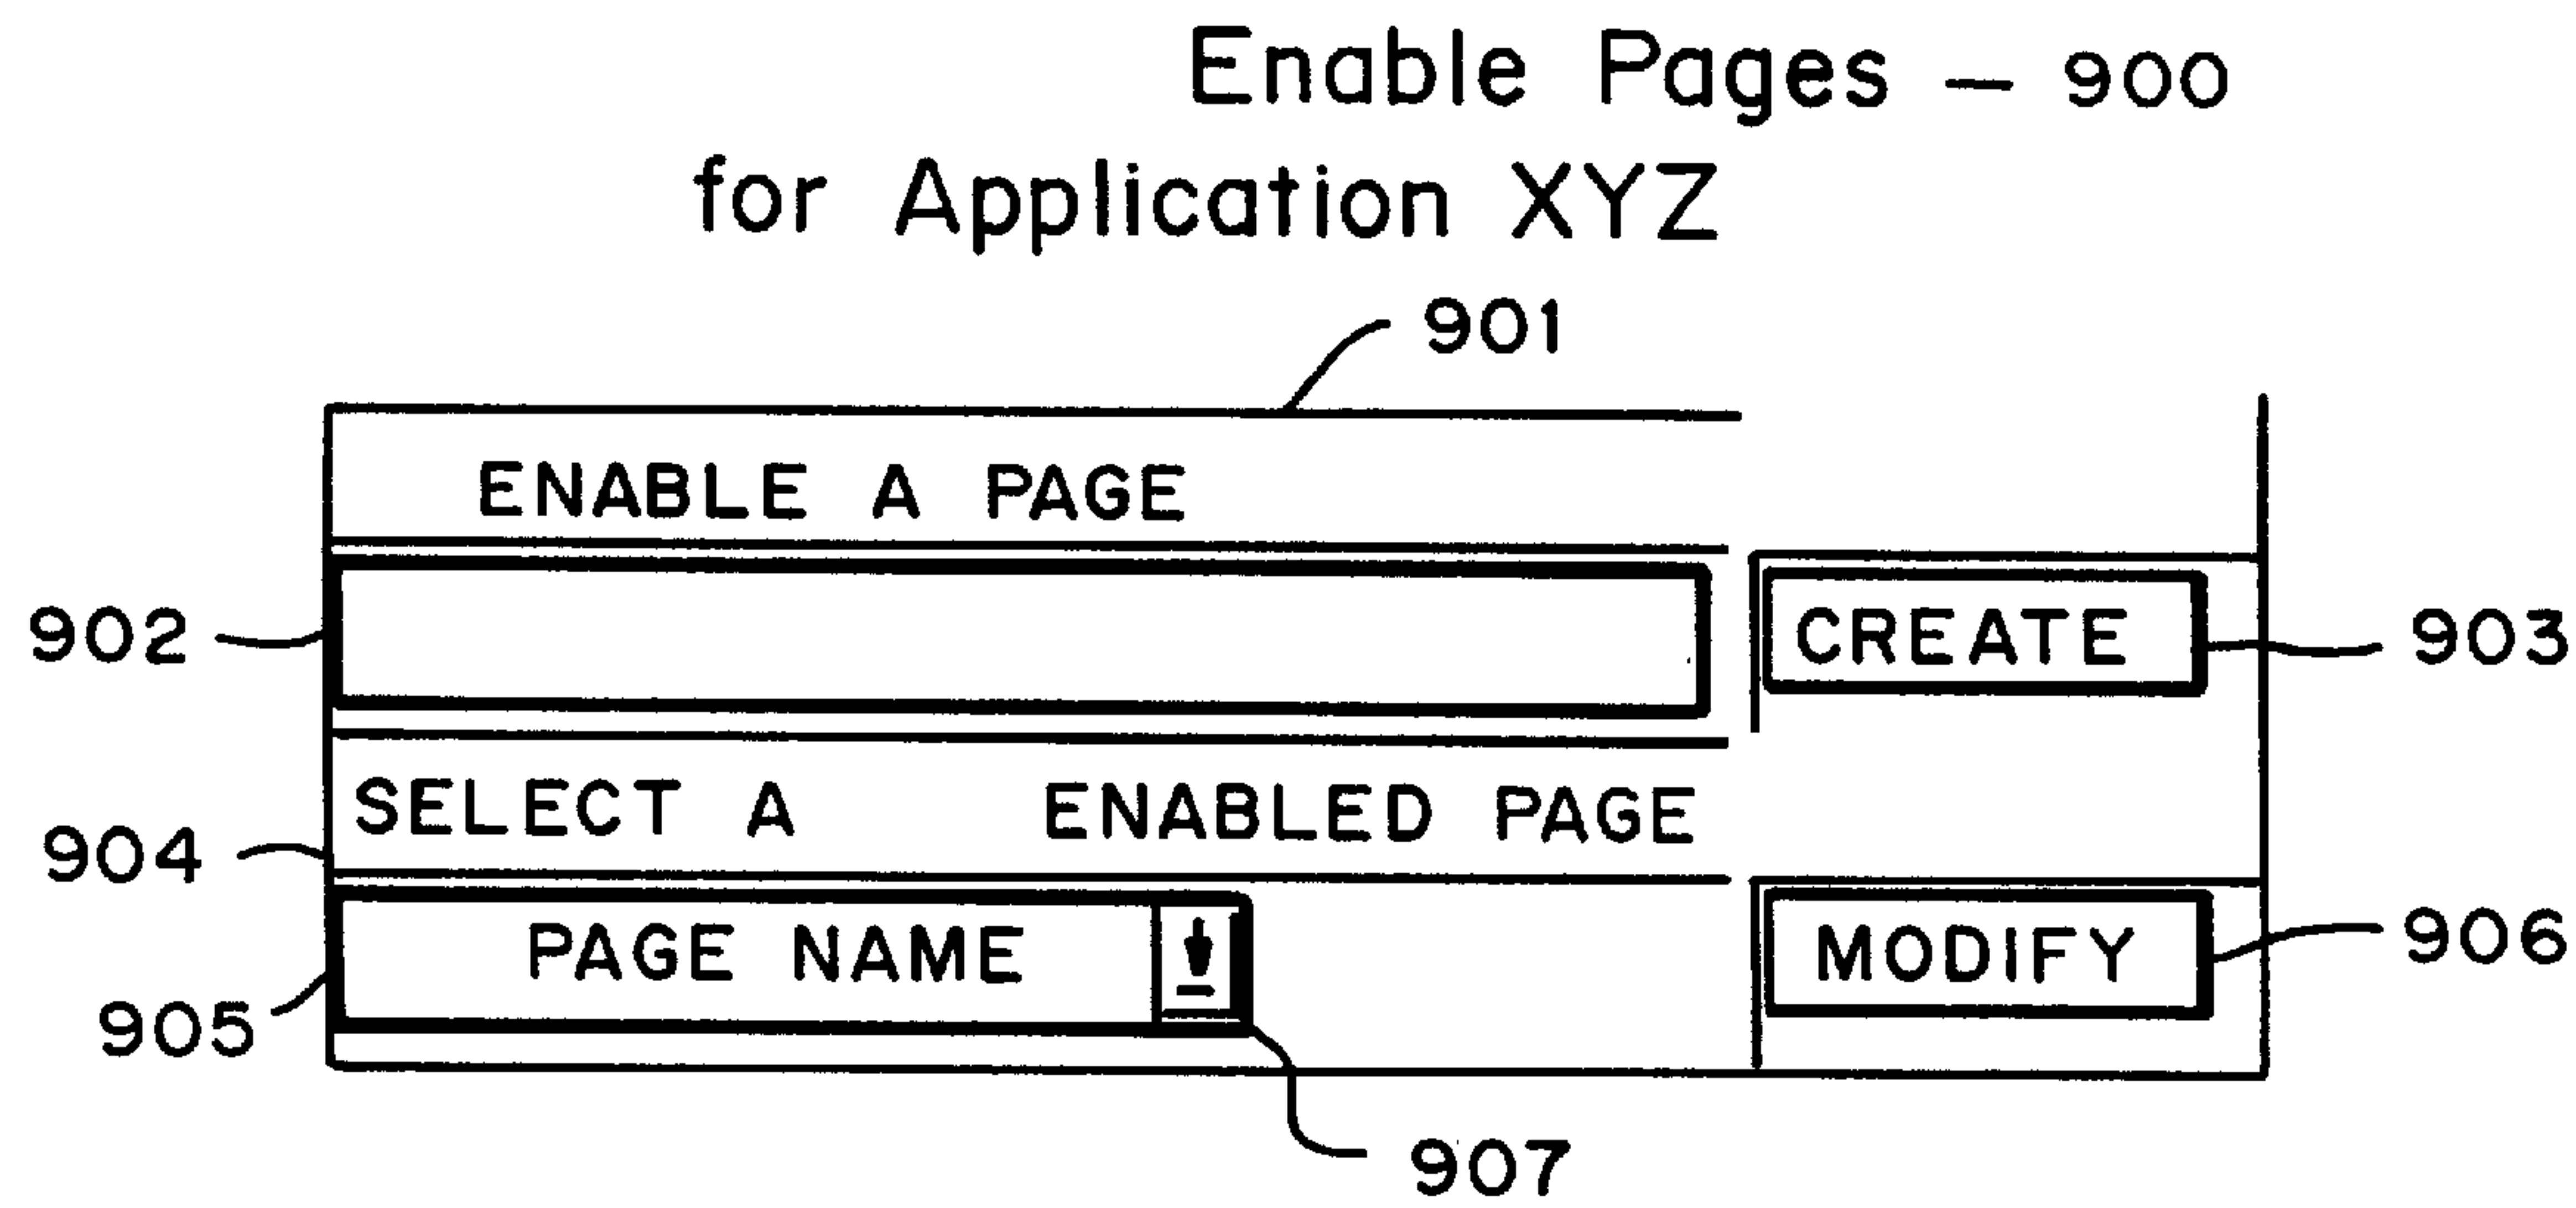 Enable Pages — 900
for Application XYZ
901
ENABLE A PAGE
902
CREATE
903
SELECT A ENABLED PAGE
904
PAGE NAME
MODIFY
906
905
907